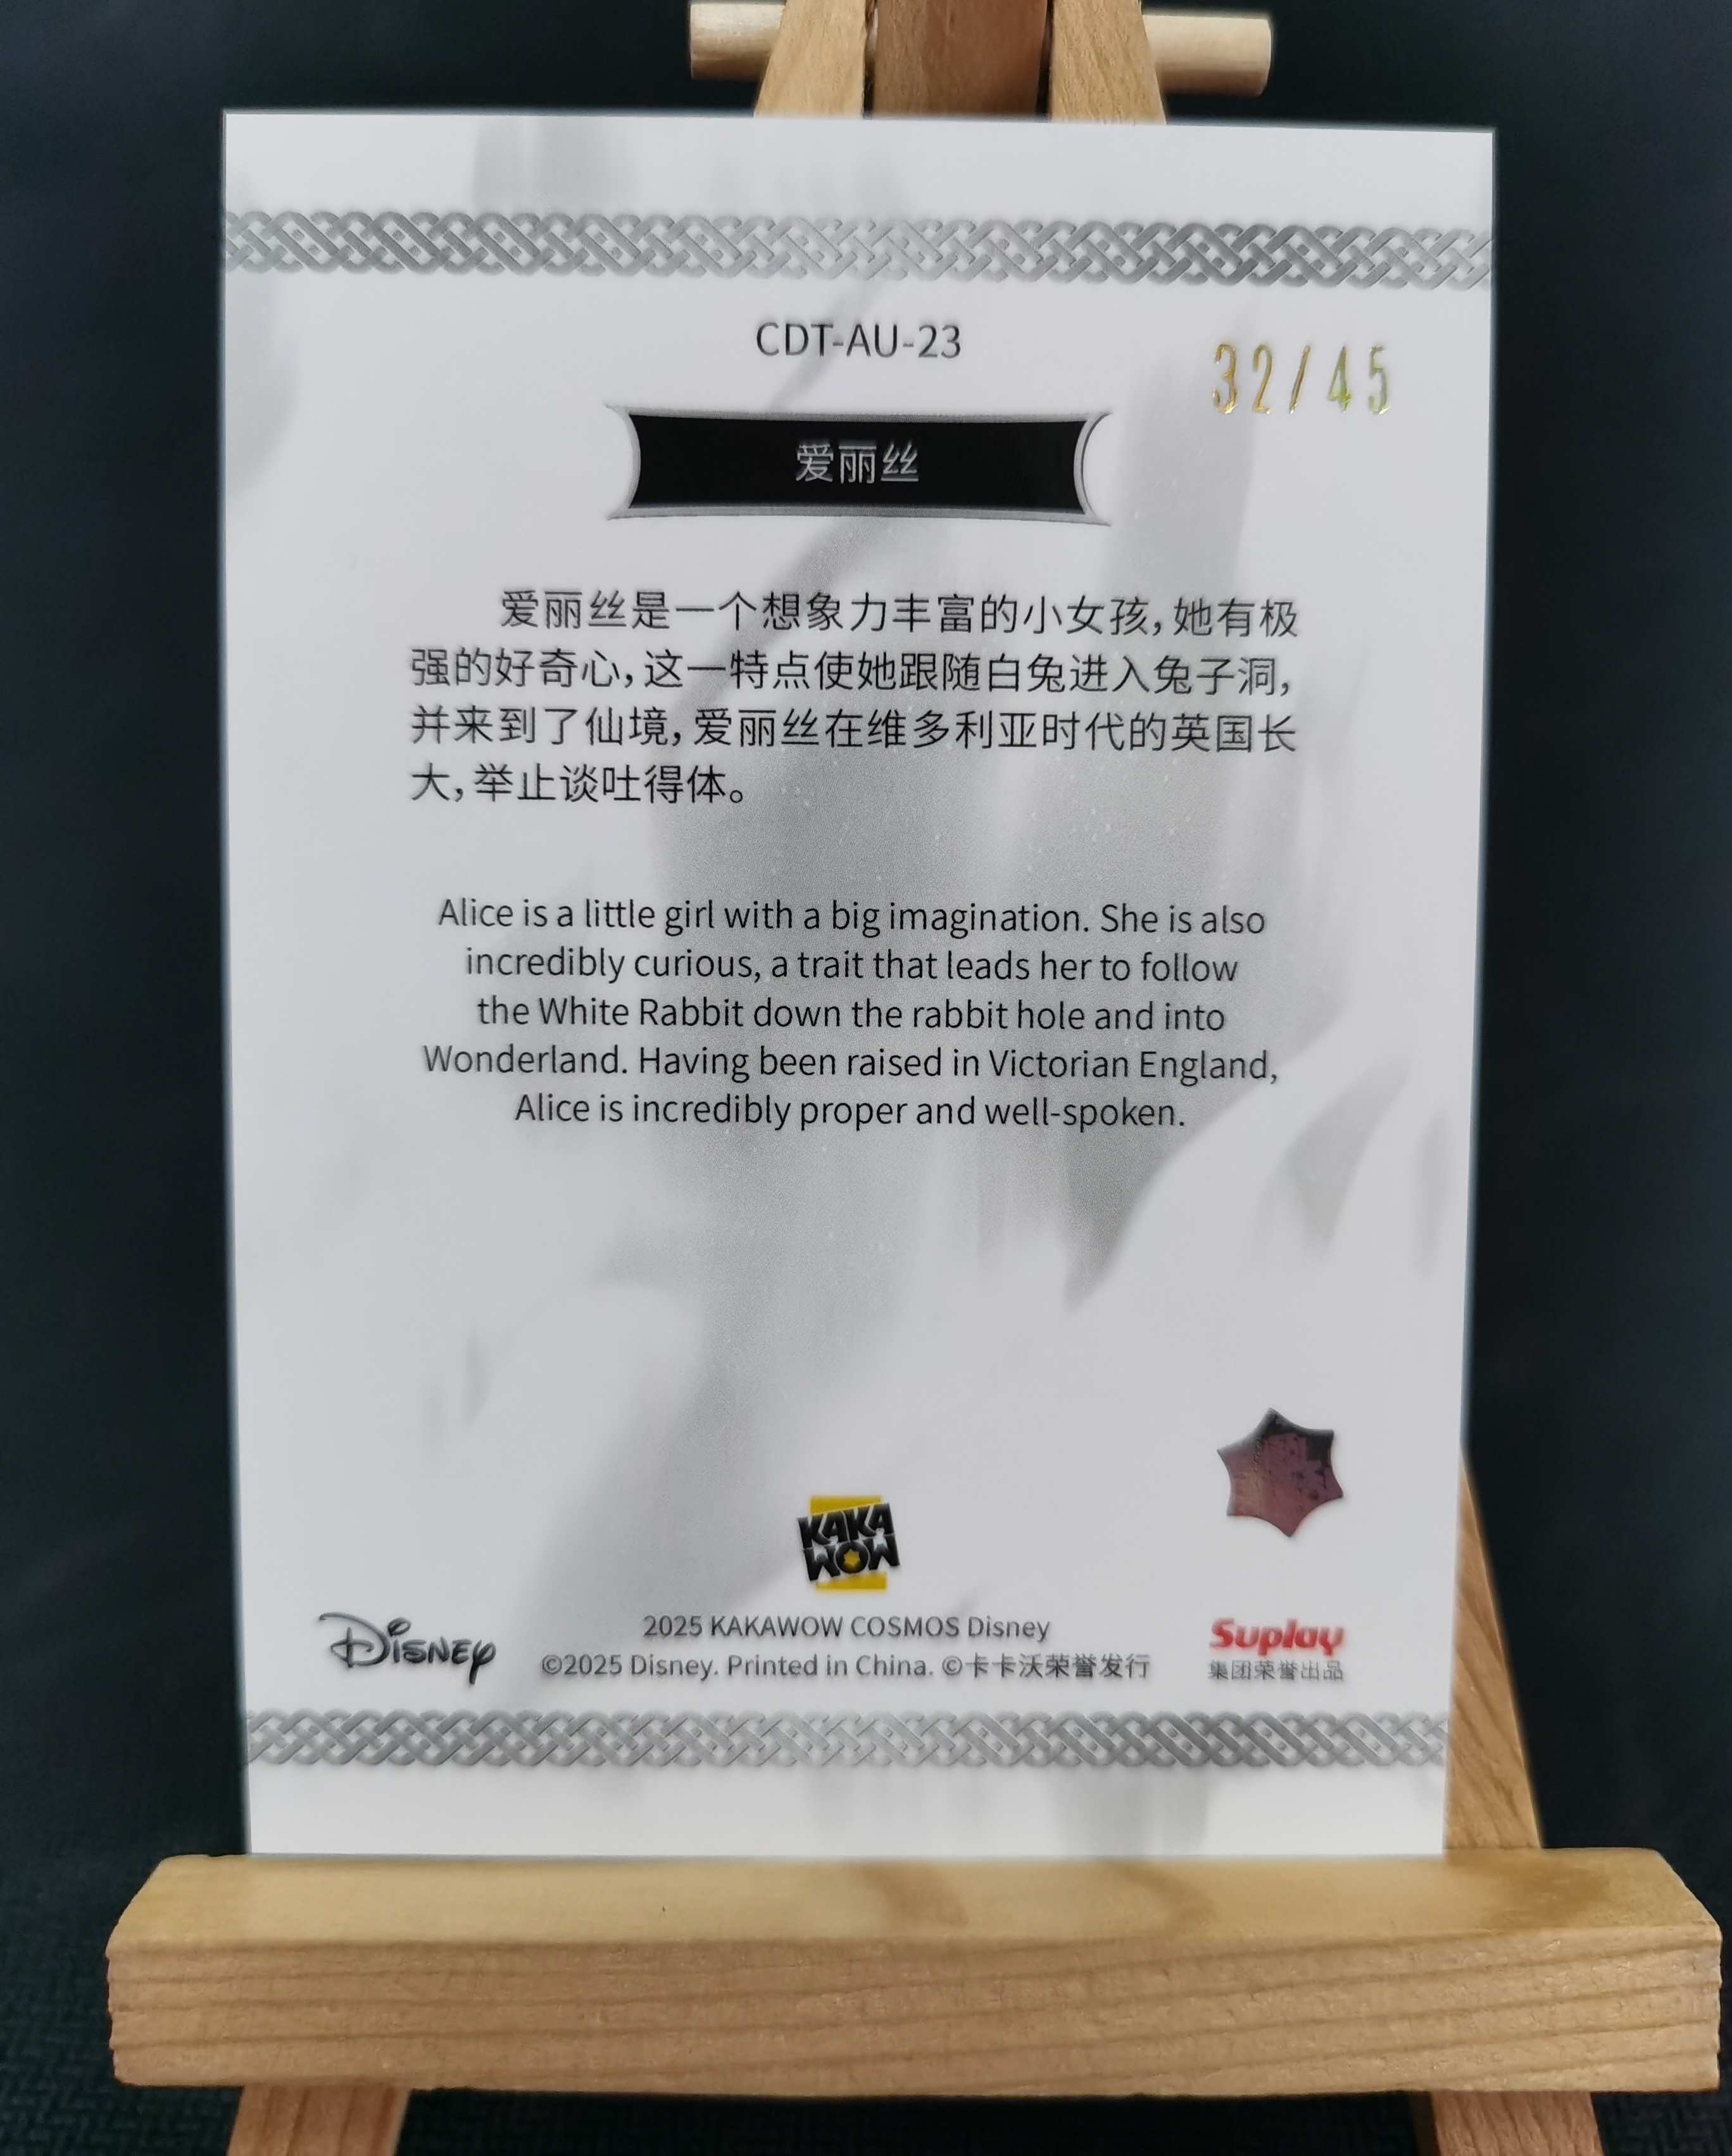 CDT-AU-23
32/45
爱丽丝
爱丽丝是一个想象力丰富的小女孩，她有极
强的好奇心，这一特点使她跟随白兔进入兔子洞，
并来到了仙境，爱丽丝在维多利亚时代的英国长
大，举止谈吐得体。
Alice is a little girl with a big imagination. She is also
incredibly curious, a trait that leads her to follow
the White Rabbit down the rabbit hole and into
Wonderland. Having been raised in Victorian England,
Alice is incredibly proper and well-spoken.
KAKA
WOW
Disney
2025 KAKAWOW COSMOS Disney
©2025 Disney. Printed in China. ©卡卡沃荣誉发行
Suplay
集团荣誉出品